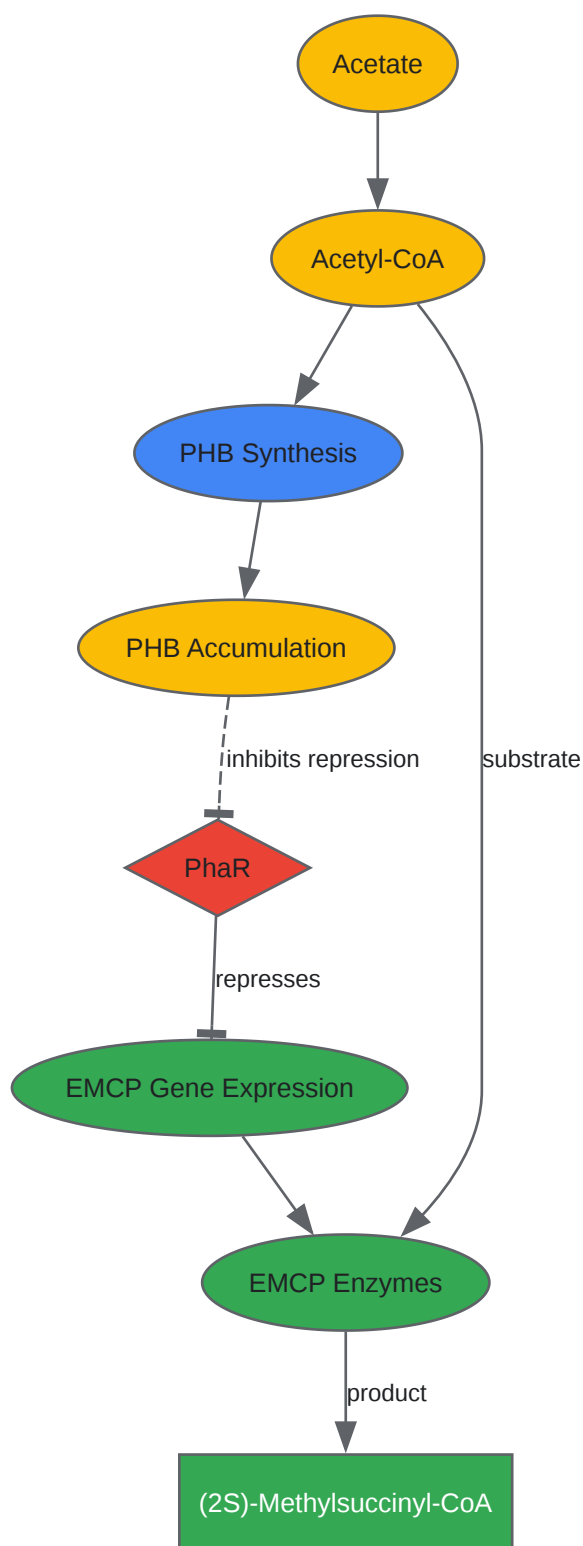 Acetate
Acetyl-CoA
PHB Synthesis
PHB Accumulation
inhibits repression
substrate
PhaR
represses
EMCP Gene Expression
EMCP Enzymes
product
(2S)-Methylsuccinyl-CoA